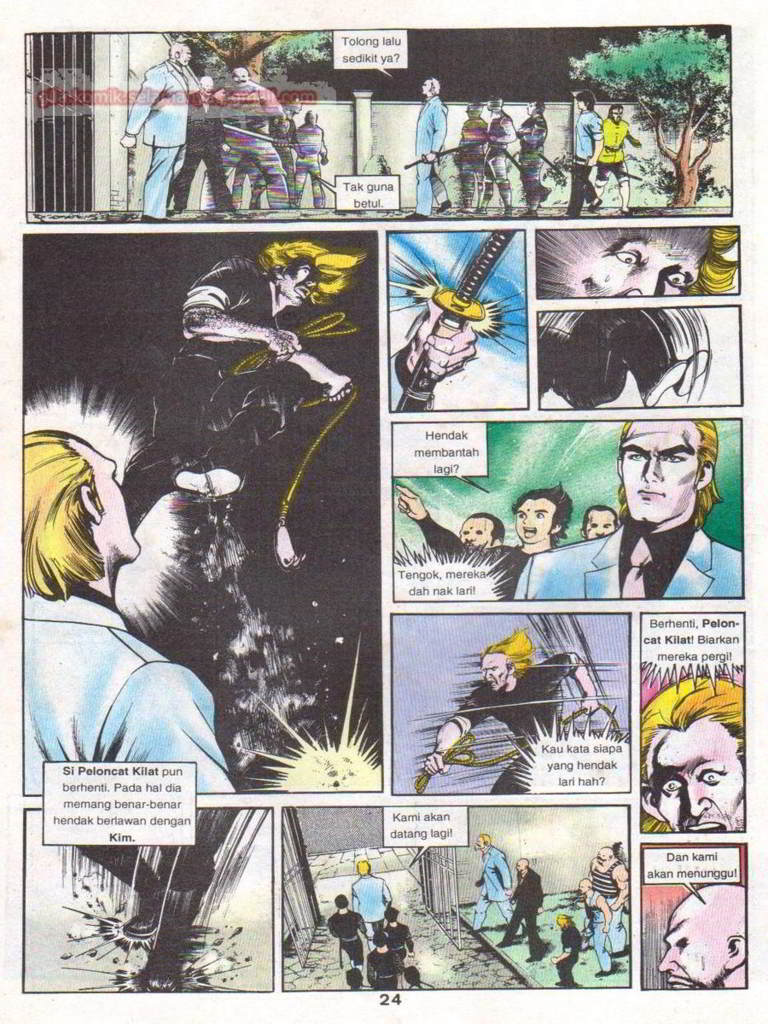 Tolong lalu
sedikit ya?
Tak guna
betul.
Hendak
membantah
lagi?
Tengok, mereka
dah nak lari!
Kau kata siapa
yang hendak
lari hah?
Berhenti, Pelon-
cat Kilat! Biarkan
mereka pergi!
Si Peloncat Kilat pun
berhenti. Pada hal dia
memang benar-benar
hendak berlawan dengan
Kim.
Kami akan
datang lagi!
Dan kami
akan menunggu!
24